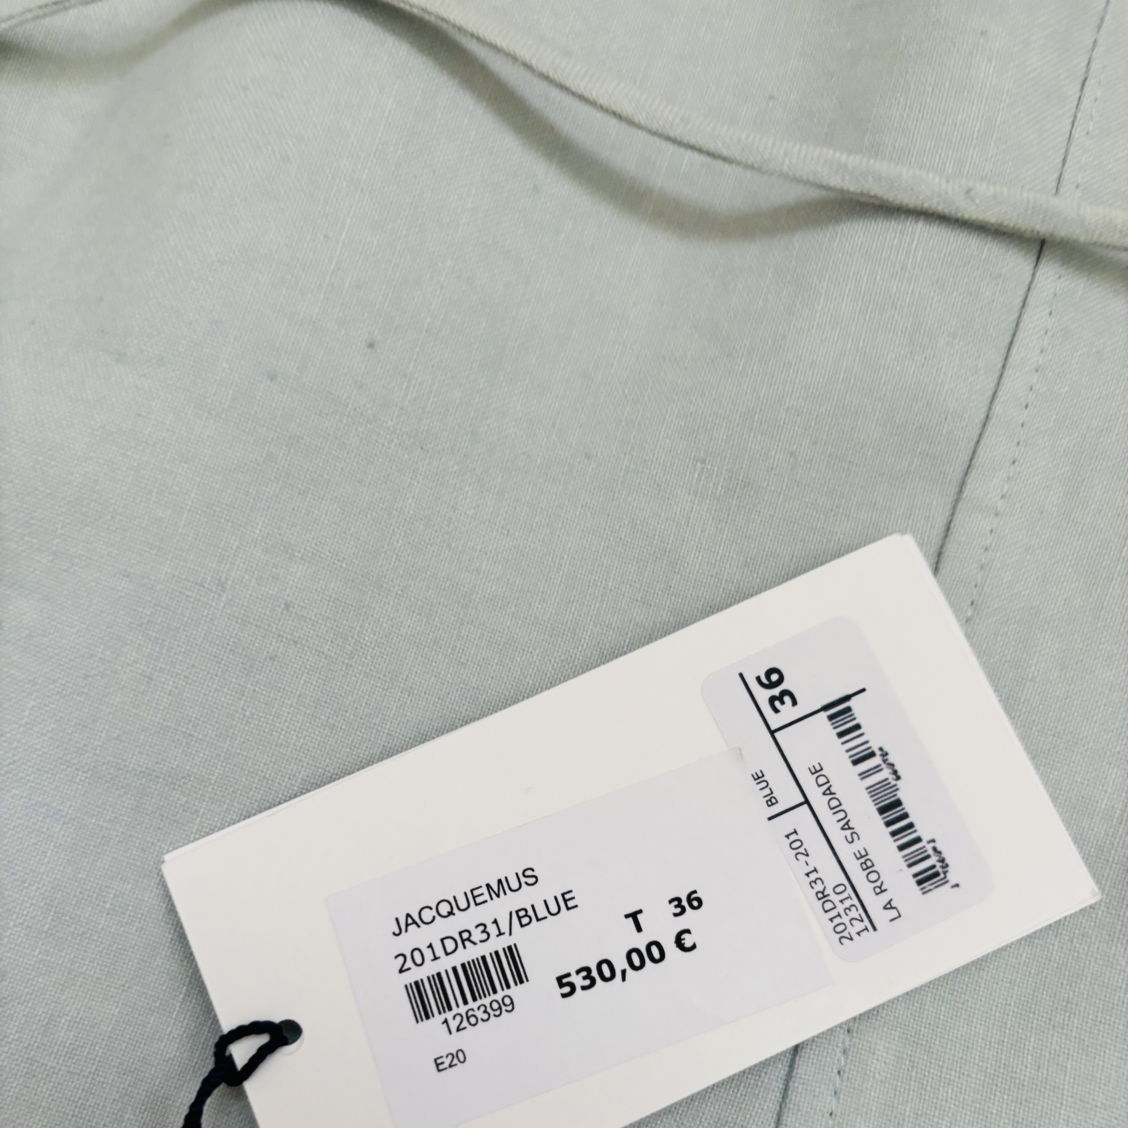 JACQUEMUS
201DR31/BLUE
T 36
530,00 €
126399
E20
36
BLUE
201DR31-201
12310
LA ROBE SAUDADE